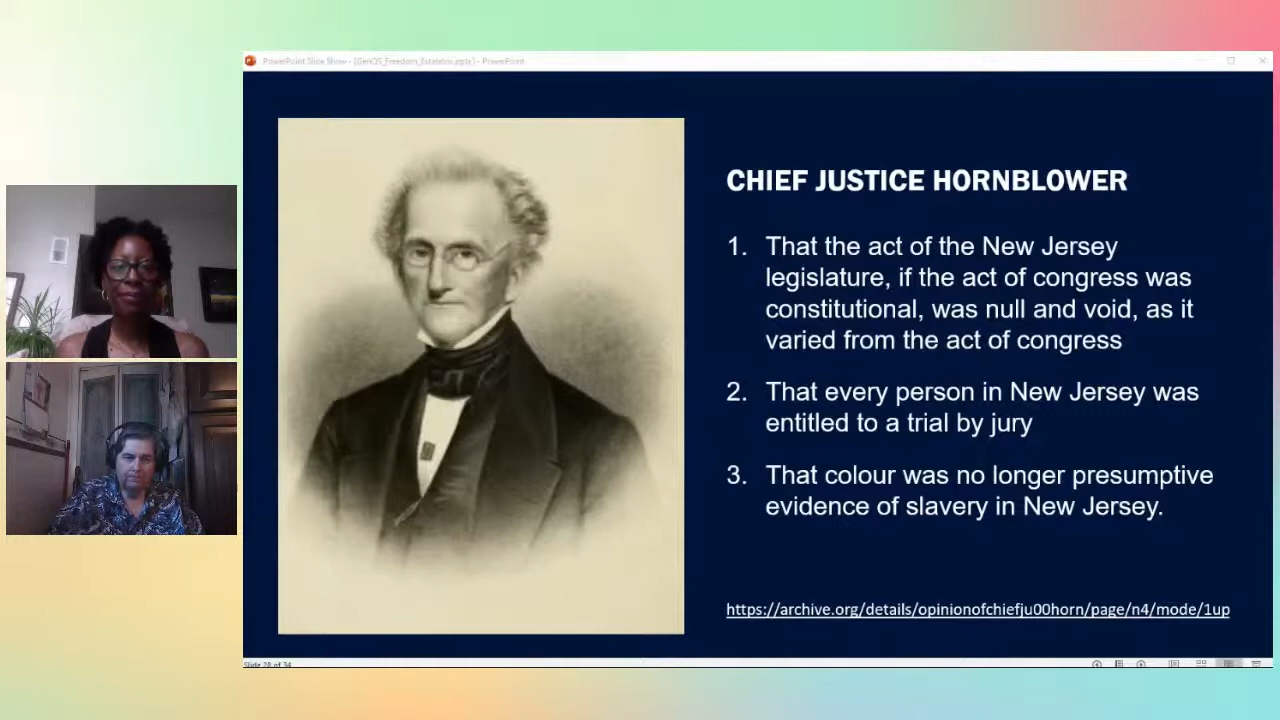 PowerPoint Slide Show - [GenQS_Freedom_Estatesv.pptx] - PowerPoint
CHIEF JUSTICE HORNBLOWER
1. That the act of the New Jersey
legislature, if the act of congress was
constitutional, was null and void, as it
varied from the act of congress
2. That every person in New Jersey was
entitled to a trial by jury
3. That colour was no longer presumptive
evidence of slavery in New Jersey.
https://archive.org/details/opinionofchiefju00horn/page/n4/mode/1up
Slide 28 of 34